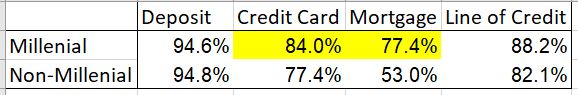 Deposit Credit Card Mortgage Line of Credit
Millenial 94.6% 84.0% 77.4% 88.2%
Non-Millenial 94.8% 77.4% 53.0% 82.1%